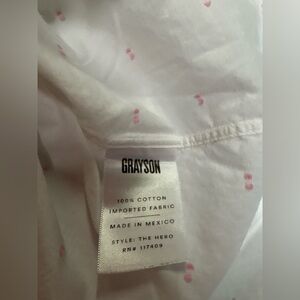 GRAYSON
100% COTTON
IMPORTED FABRIC
MADE IN MEXICO
STYLE: THE HERO
RN# 117409